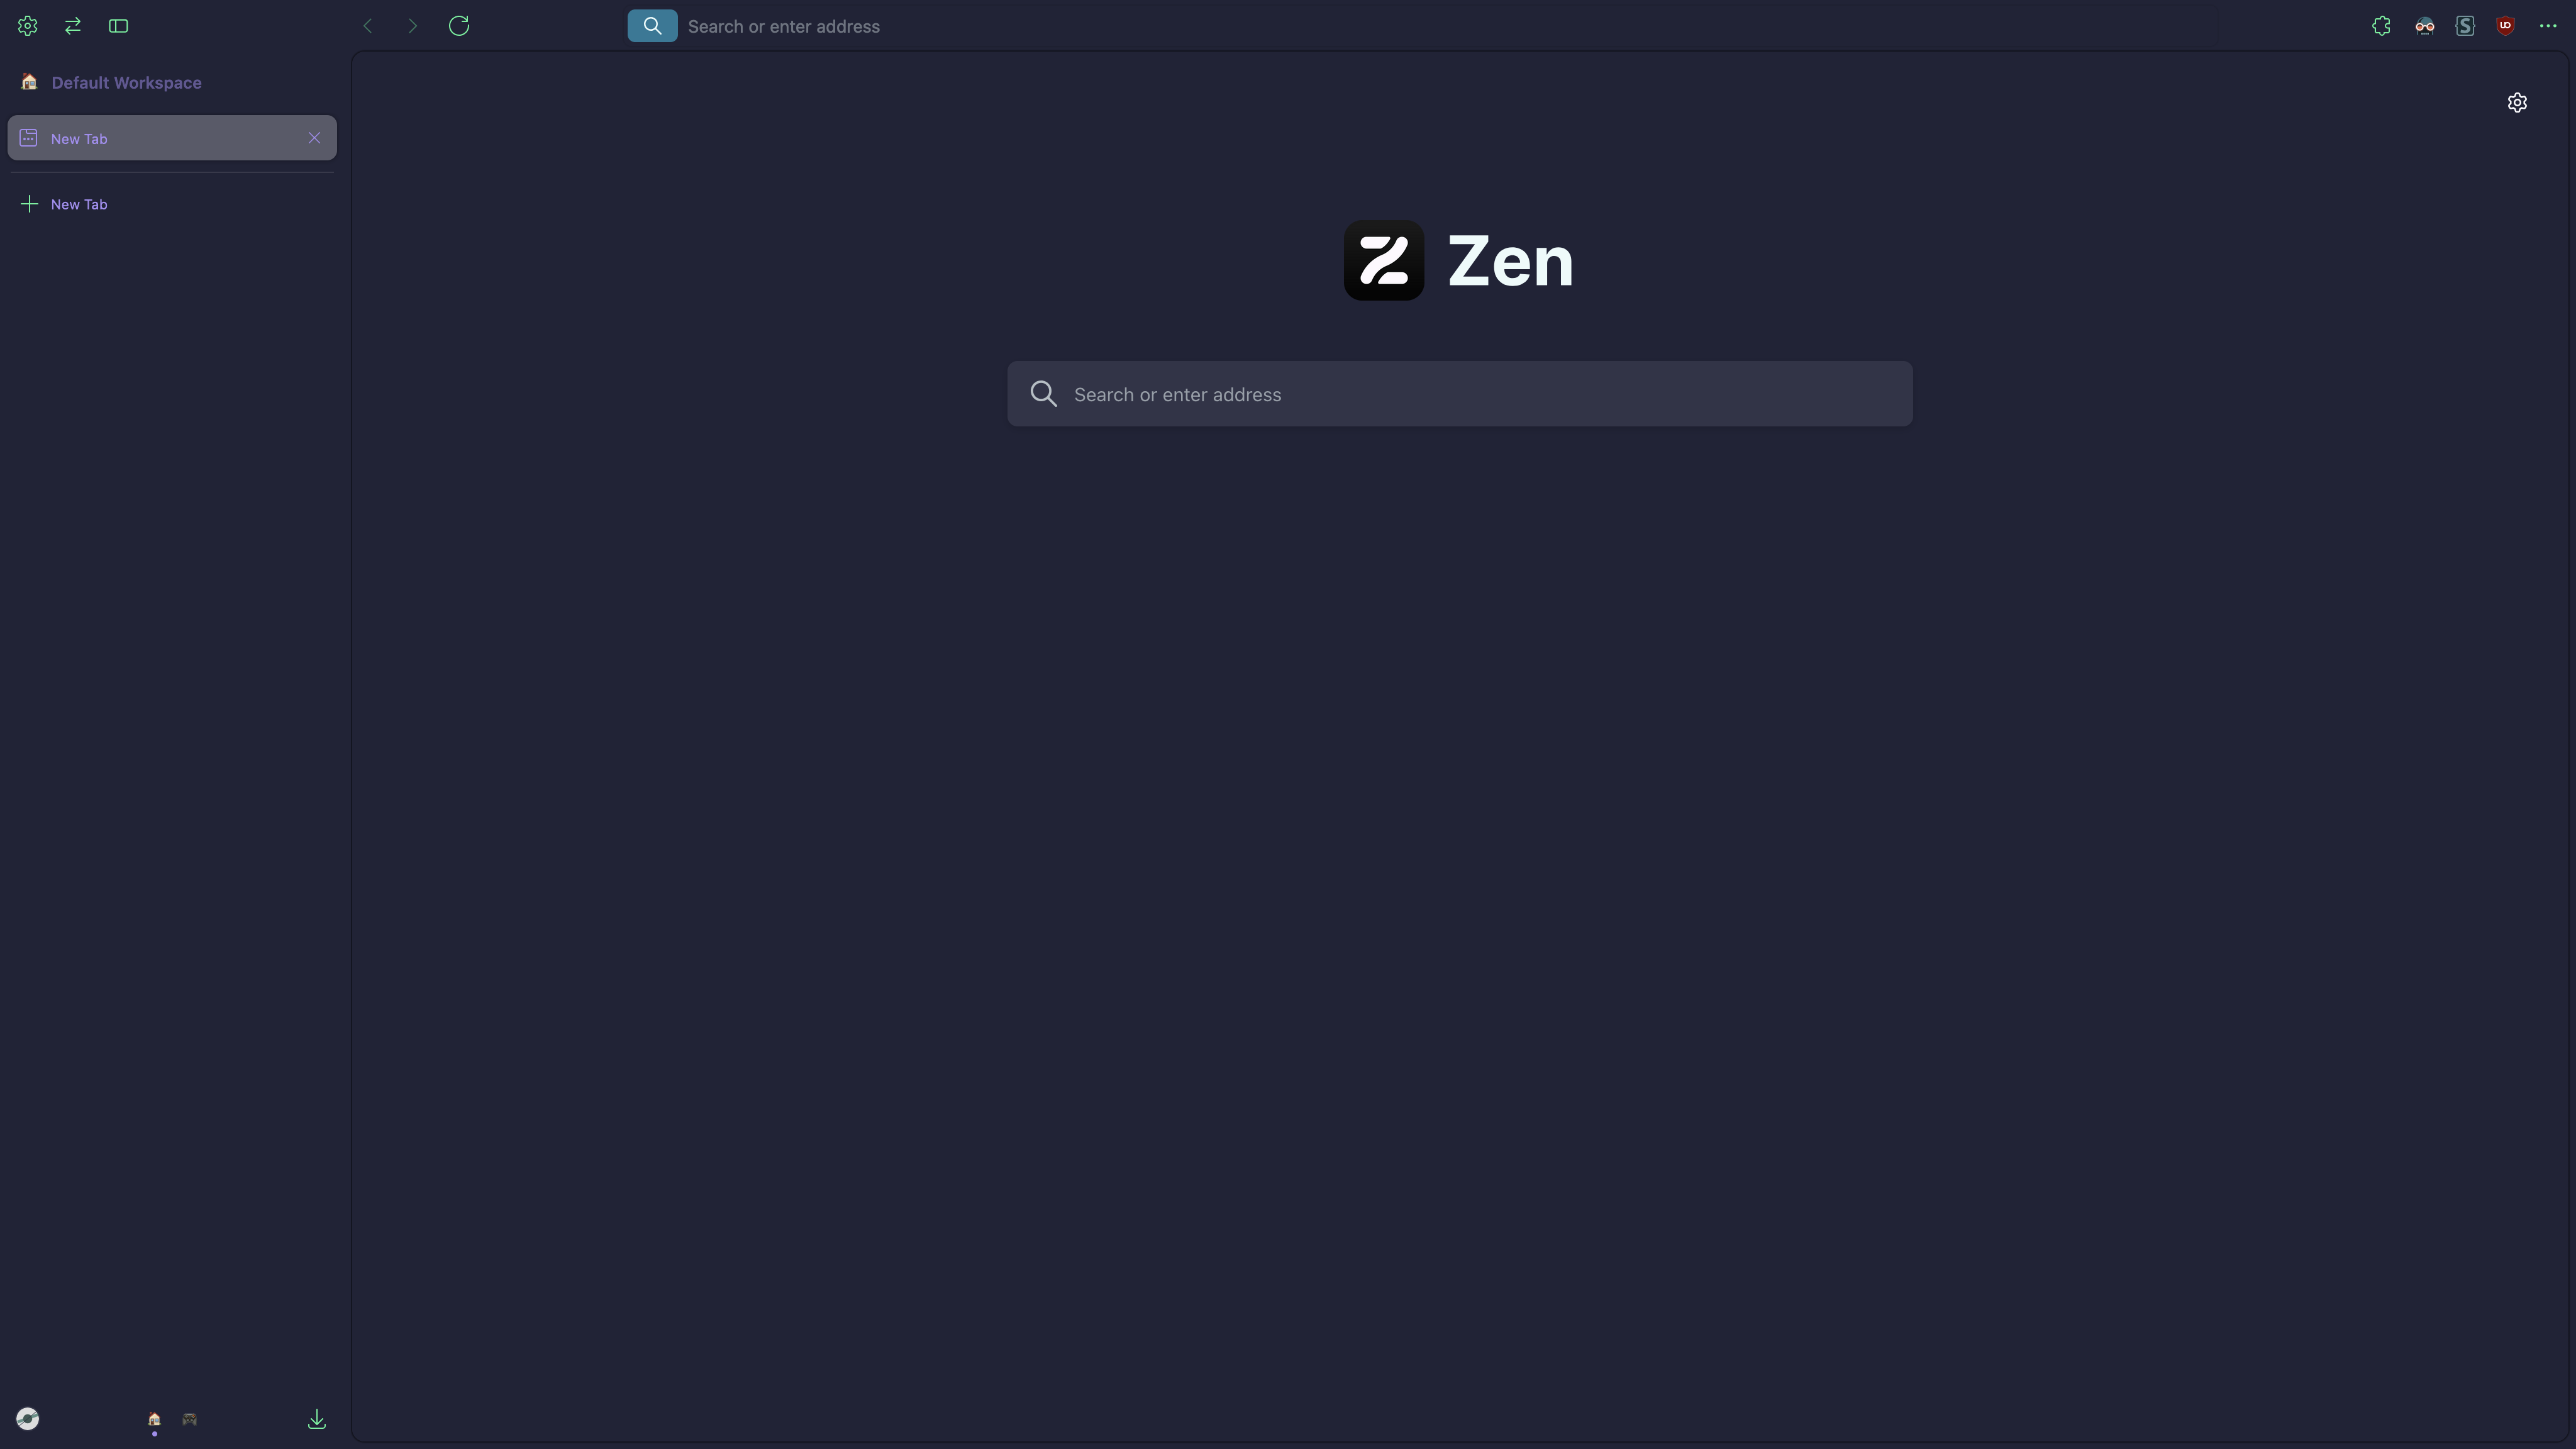 Search or enter address
Default Workspace
New Tab
New Tab
Zen
Search or enter address